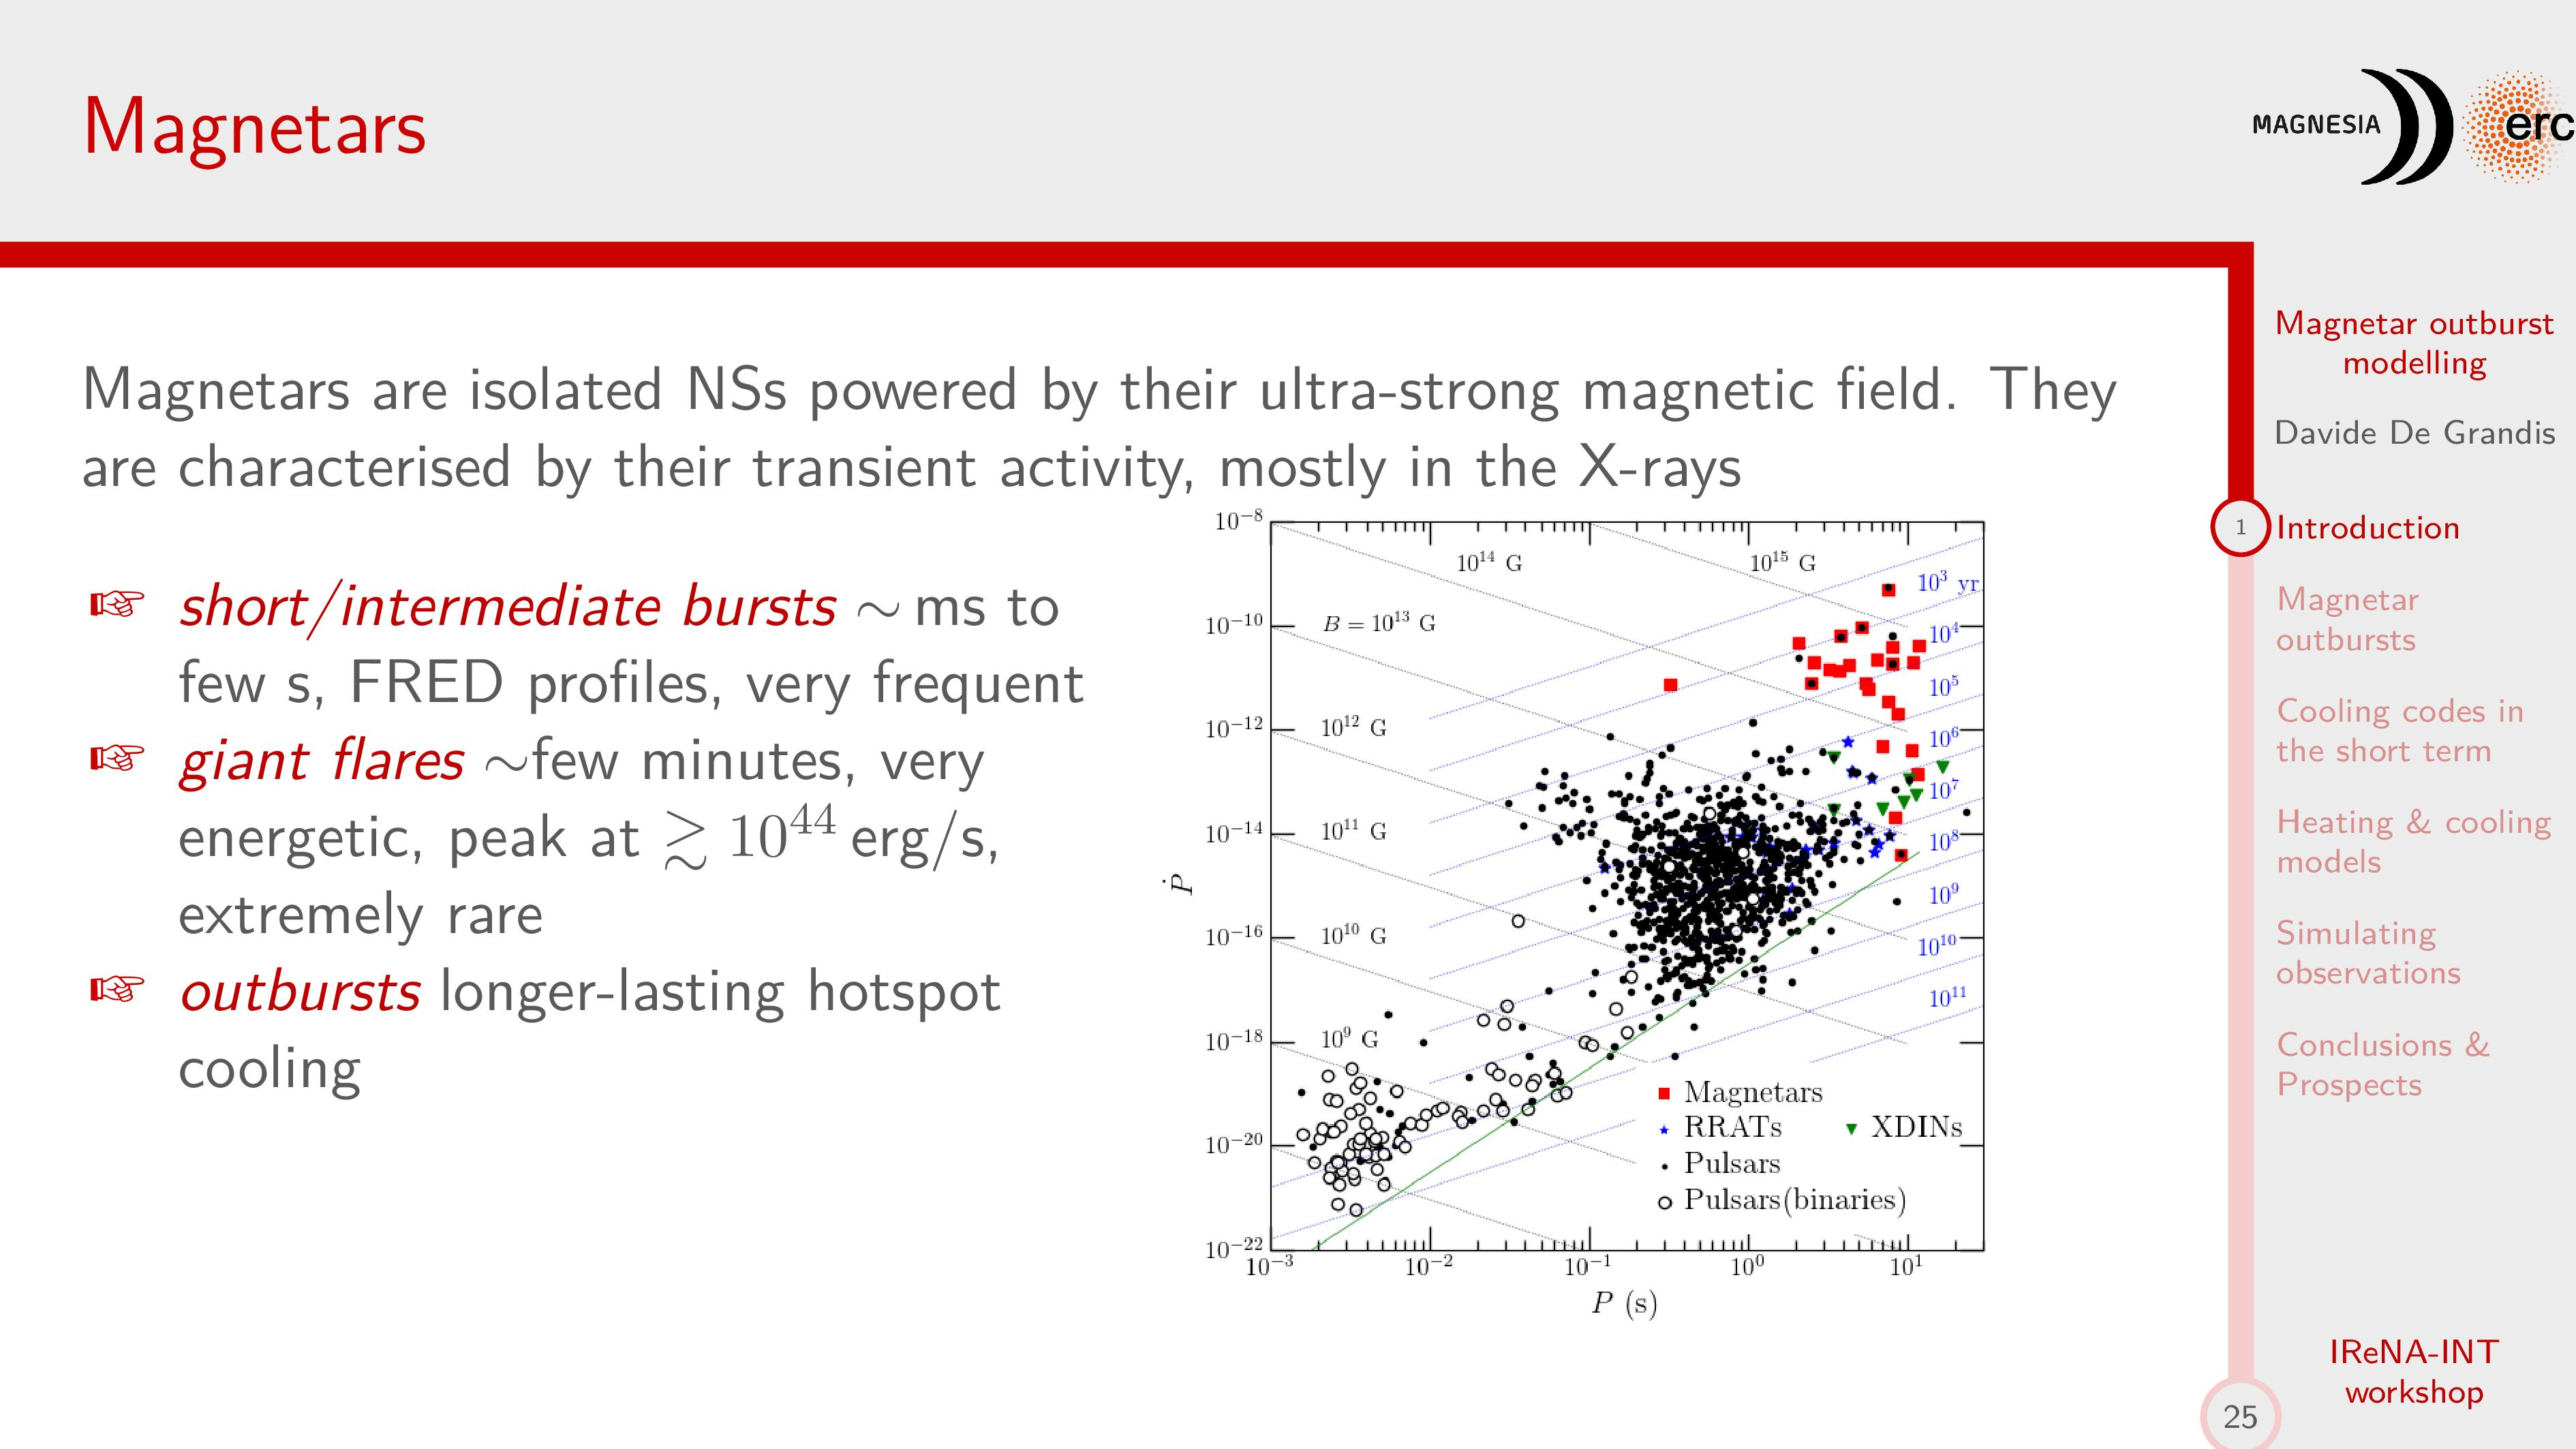 Magnetars
MAGNESIA
erc
Magnetars are isolated NSs powered by their ultra-strong magnetic field. They
are characterised by their transient activity, mostly in the X-rays
☞ short/intermediate bursts ∼ ms to
few s, FRED profiles, very frequent
☞ giant flares ∼few minutes, very
energetic, peak at ≳ 10^44 erg/s,
extremely rare
☞ outbursts longer-lasting hotspot
cooling
10^−8
10^−10
10^−12
10^−14
10^−16
10^−18
10^−20
10^−22
Ṗ
10^−3
10^−2
10^−1
10^0
10^1
P (s)
10^14 G
10^15 G
B = 10^13 G
10^12 G
10^11 G
10^10 G
10^9 G
10^3 yr
10^4
10^5
10^6
10^7
10^8
10^9
10^10
10^11
Magnetars
RRATs
XDINs
Pulsars
Pulsars(binaries)
Magnetar outburst
modelling
Davide De Grandis
1
Introduction
Magnetar
outbursts
Cooling codes in
the short term
Heating & cooling
models
Simulating
observations
Conclusions &
Prospects
IReNA-INT
workshop
25